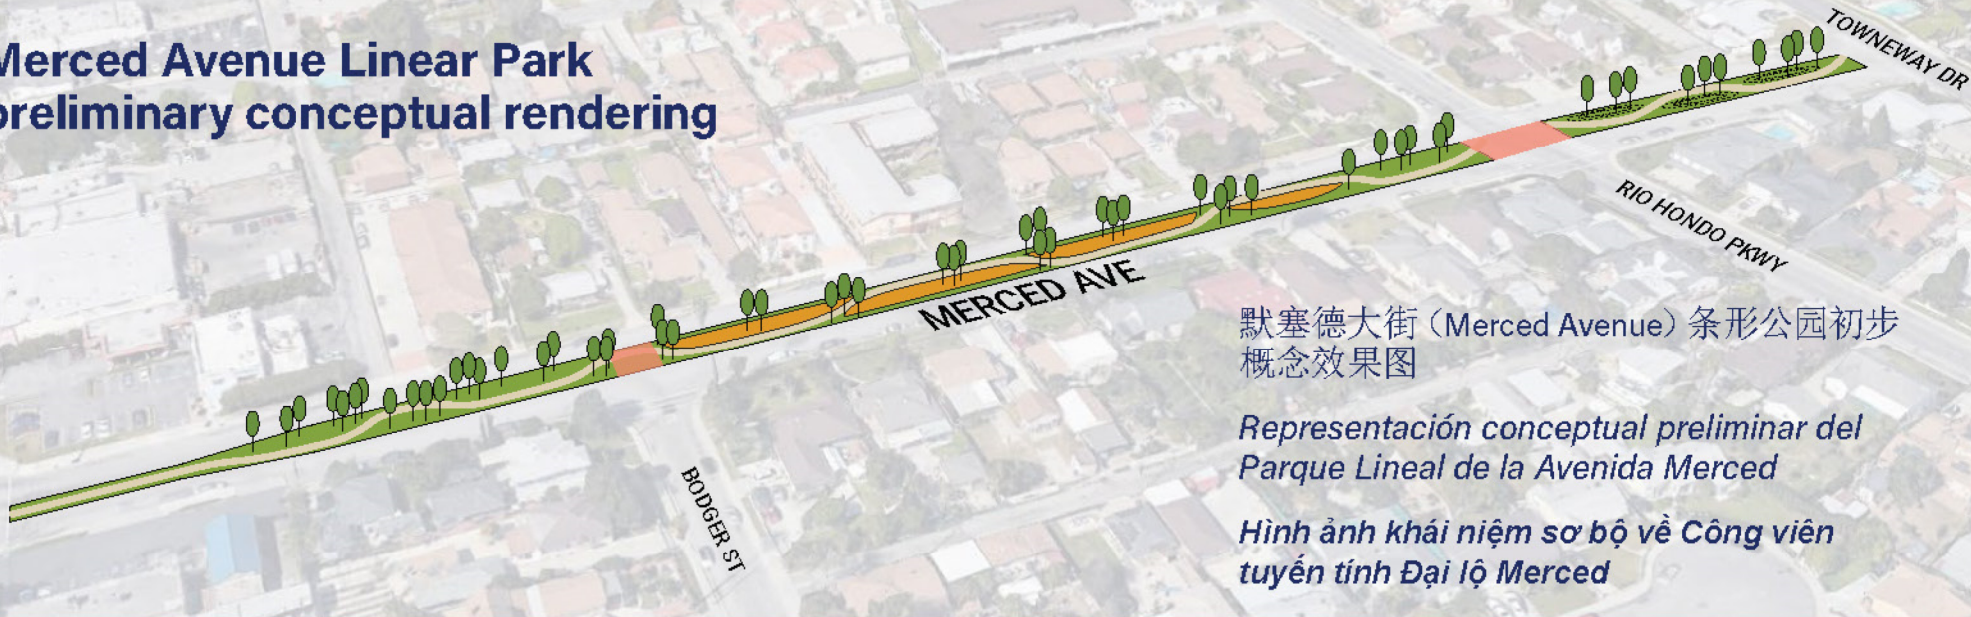 Merced Avenue Linear Park
preliminary conceptual rendering
TOWNEWAY DR
RIO HONDO PKWY
MERCED AVE
BODGER ST
默塞德大街（Merced Avenue）条形公园初步
概念效果图
Representación conceptual preliminar del
Parque Lineal de la Avenida Merced
Hình ảnh khái niệm sơ bộ về Công viên
tuyến tính Đại lộ Merced